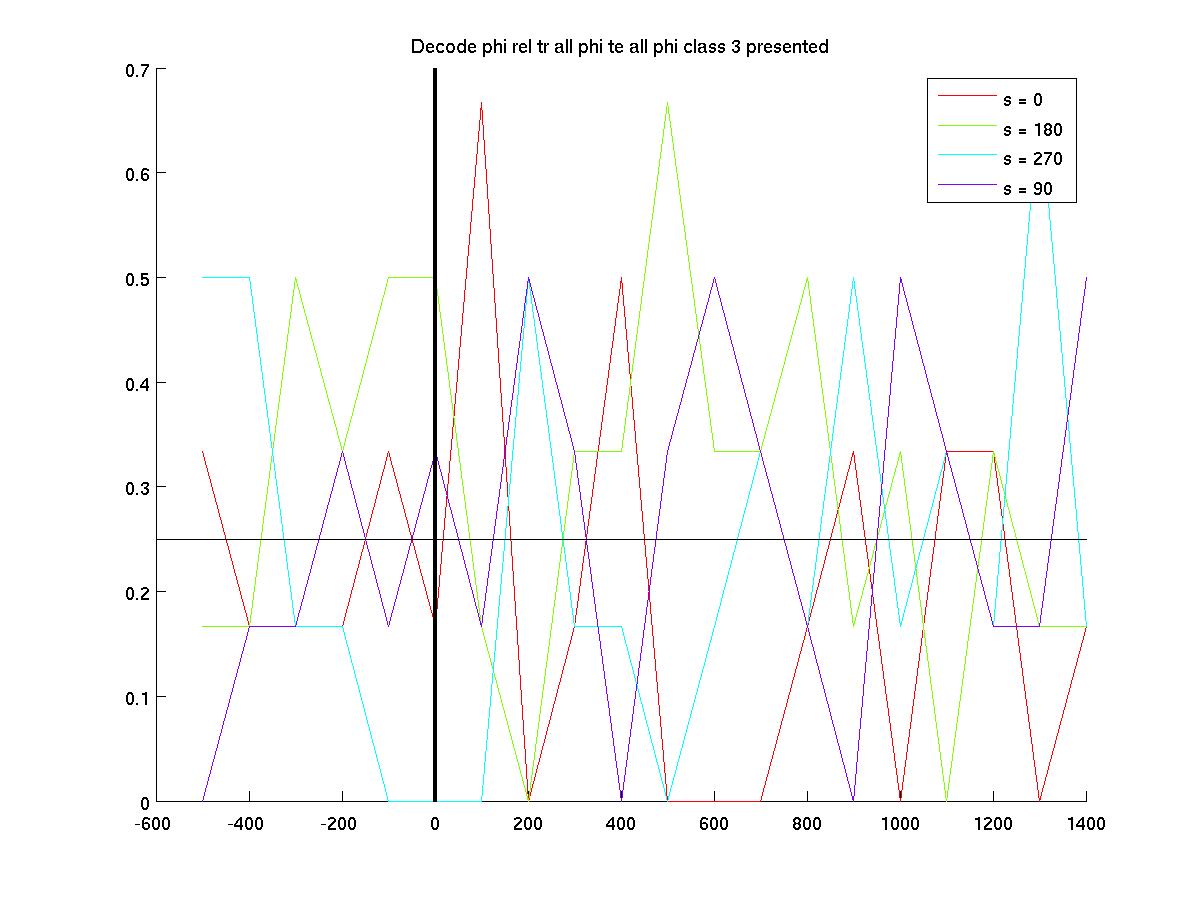 Decode phi rel tr all phi te all phi class 3 presented
0.7
s = 0
s = 180
s = 270
s = 90
0.6
0.5
0.4
0.3
0.2
0.1
0
-600 -400 -200 0 200 400 600 800 1000 1200 1400